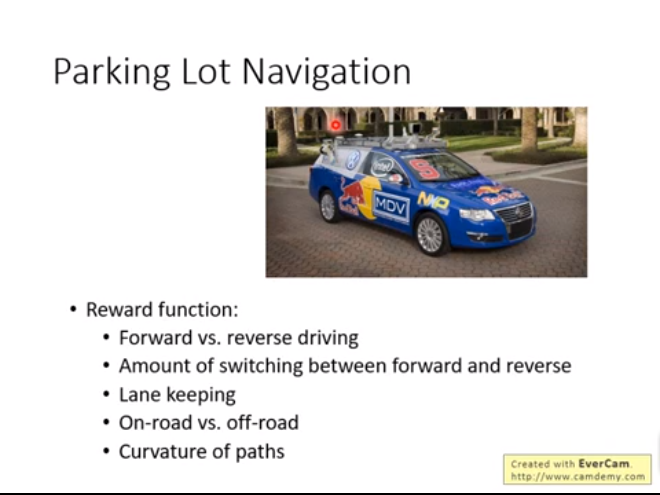 Parking Lot Navigation
S
intel
MDV
NXP
Red Bull
• Reward function:
• Forward vs. reverse driving
• Amount of switching between forward and reverse
• Lane keeping
• On-road vs. off-road
• Curvature of paths
Created with EverCam.
http://www.camdemy.com